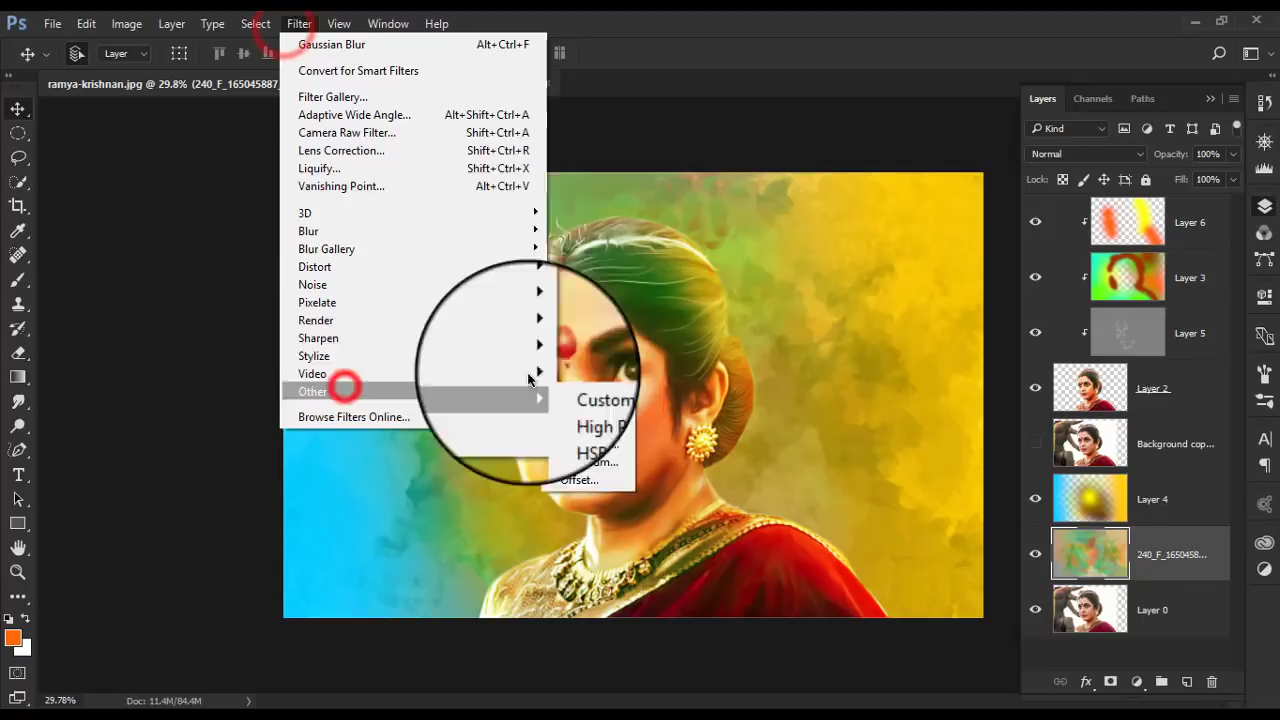 Ps File Edit Image Layer Type Select Filter View Window Help
Layer
ramya-krishnan.jpg @ 29.8% (240_F_165045887_
Gaussian Blur Alt+Ctrl+F
Convert for Smart Filters
Filter Gallery...
Adaptive Wide Angle... Alt+Shift+Ctrl+A
Camera Raw Filter... Shift+Ctrl+A
Lens Correction... Shift+Ctrl+R
Liquify... Shift+Ctrl+X
Vanishing Point... Alt+Ctrl+V
3D
Blur
Blur Gallery
Distort
Noise
Pixelate
Render
Sharpen
Stylize
Video
Other
Browse Filters Online...
Custom
High
HSB
Offset...
Layers Channels Paths
Kind
Normal Opacity: 100%
Lock: Fill: 100%
Layer 6
Layer 3
Layer 5
Layer 2
Background cop...
Layer 4
240_F_1650458...
Layer 0
29.78% Doc: 11.4M/84.4M